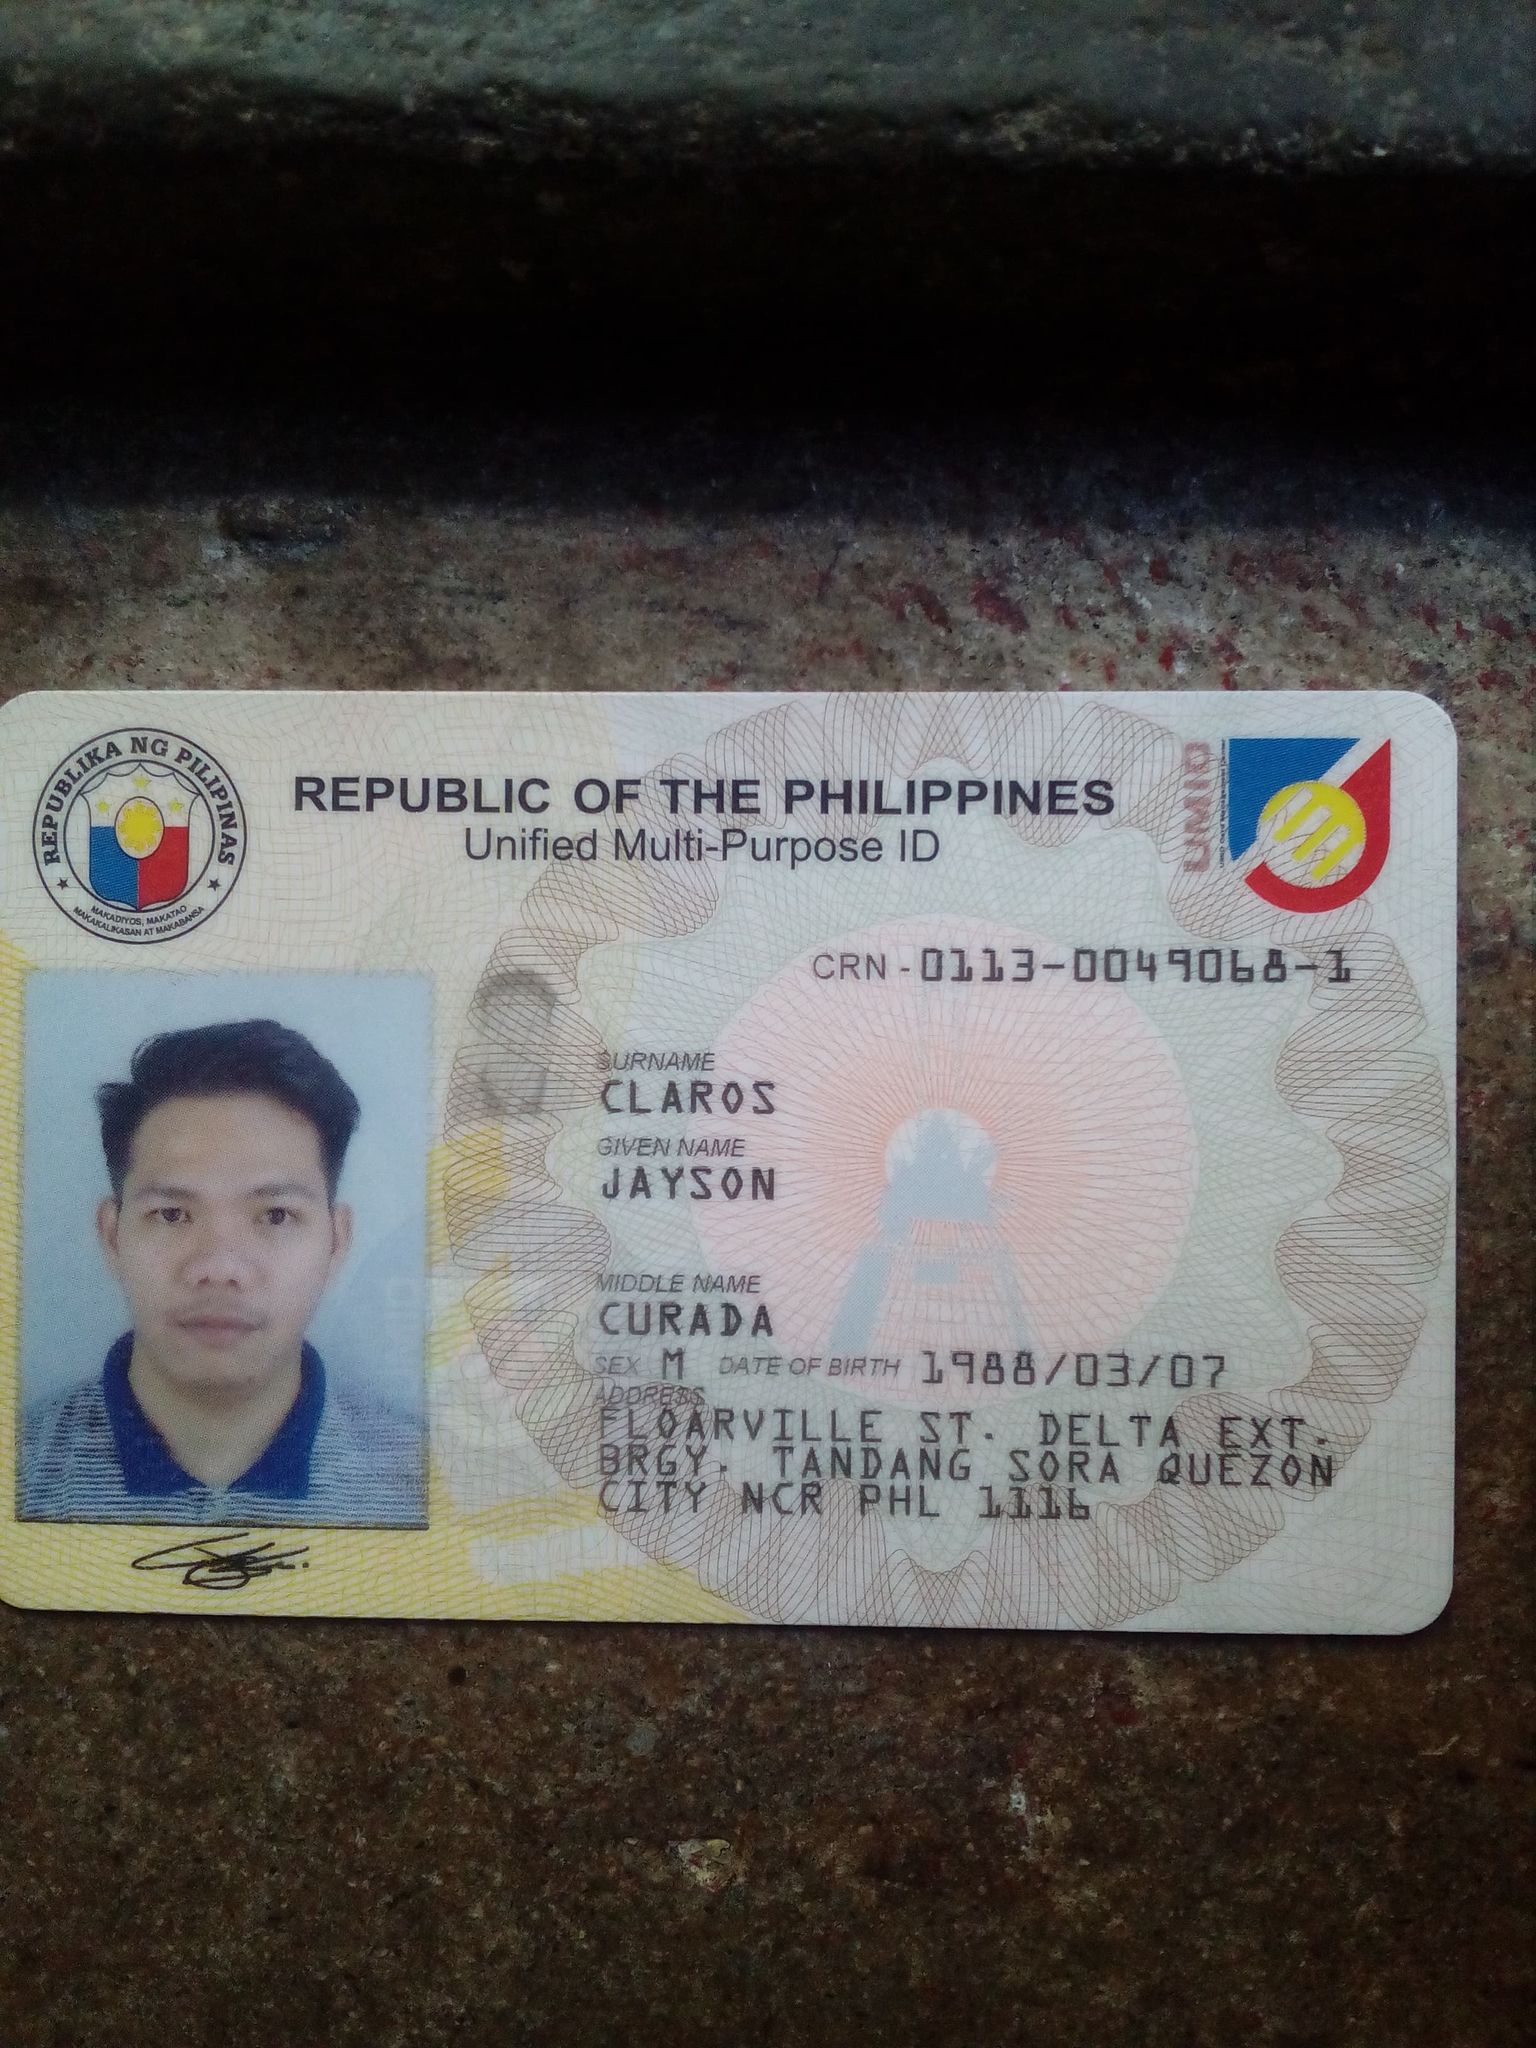 REPUBLIKA NG PILIPINAS
MAKADIYOS, MAKATAO
MAKAKALIKASAN AT MAKABANSA
REPUBLIC OF THE PHILIPPINES
Unified Multi-Purpose ID
UMID
CRN - 0113-0049068-1
SURNAME
CLAROS
GIVEN NAME
JAYSON
MIDDLE NAME
CURADA
SEX M DATE OF BIRTH 1988/03/07
ADDRESS
FLOARVILLE ST. DELTA EXT.
BRGY. TANDANG SORA QUEZON
CITY NCR PHL 1116